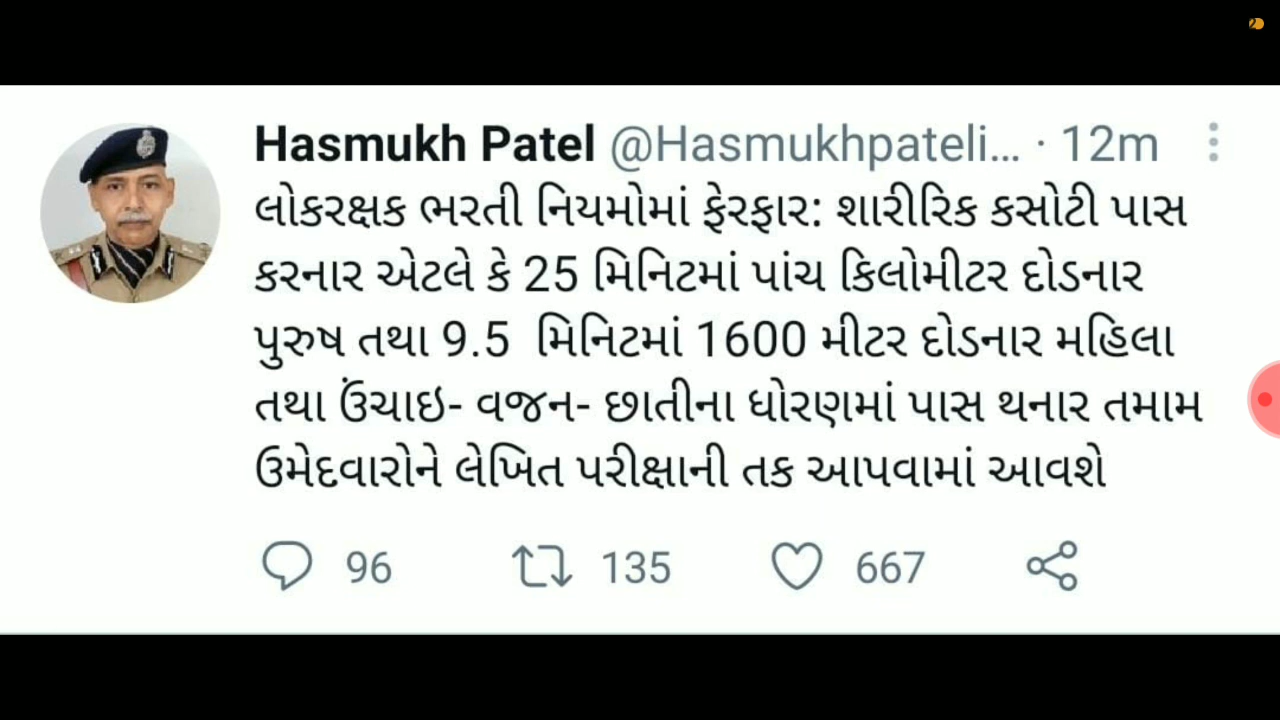 Hasmukh Patel @Hasmukhpateli... · 12m
લોકરક્ષક ભરતી નિયમોમાં ફેરફાર: શારીરિક કસોટી પાસ
કરનાર એટલે કે 25 મિનિટમાં પાંચ કિલોમીટર દોડનાર
પુરુષ તથા 9.5 મિનિટમાં 1600 મીટર દોડનાર મહિલા
તથા ઉંચાઇ- વજન- છાતીના ધોરણમાં પાસ થનાર તમામ
ઉમેદવારોને લેખિત પરીક્ષાની તક આપવામાં આવશે
96 135 667